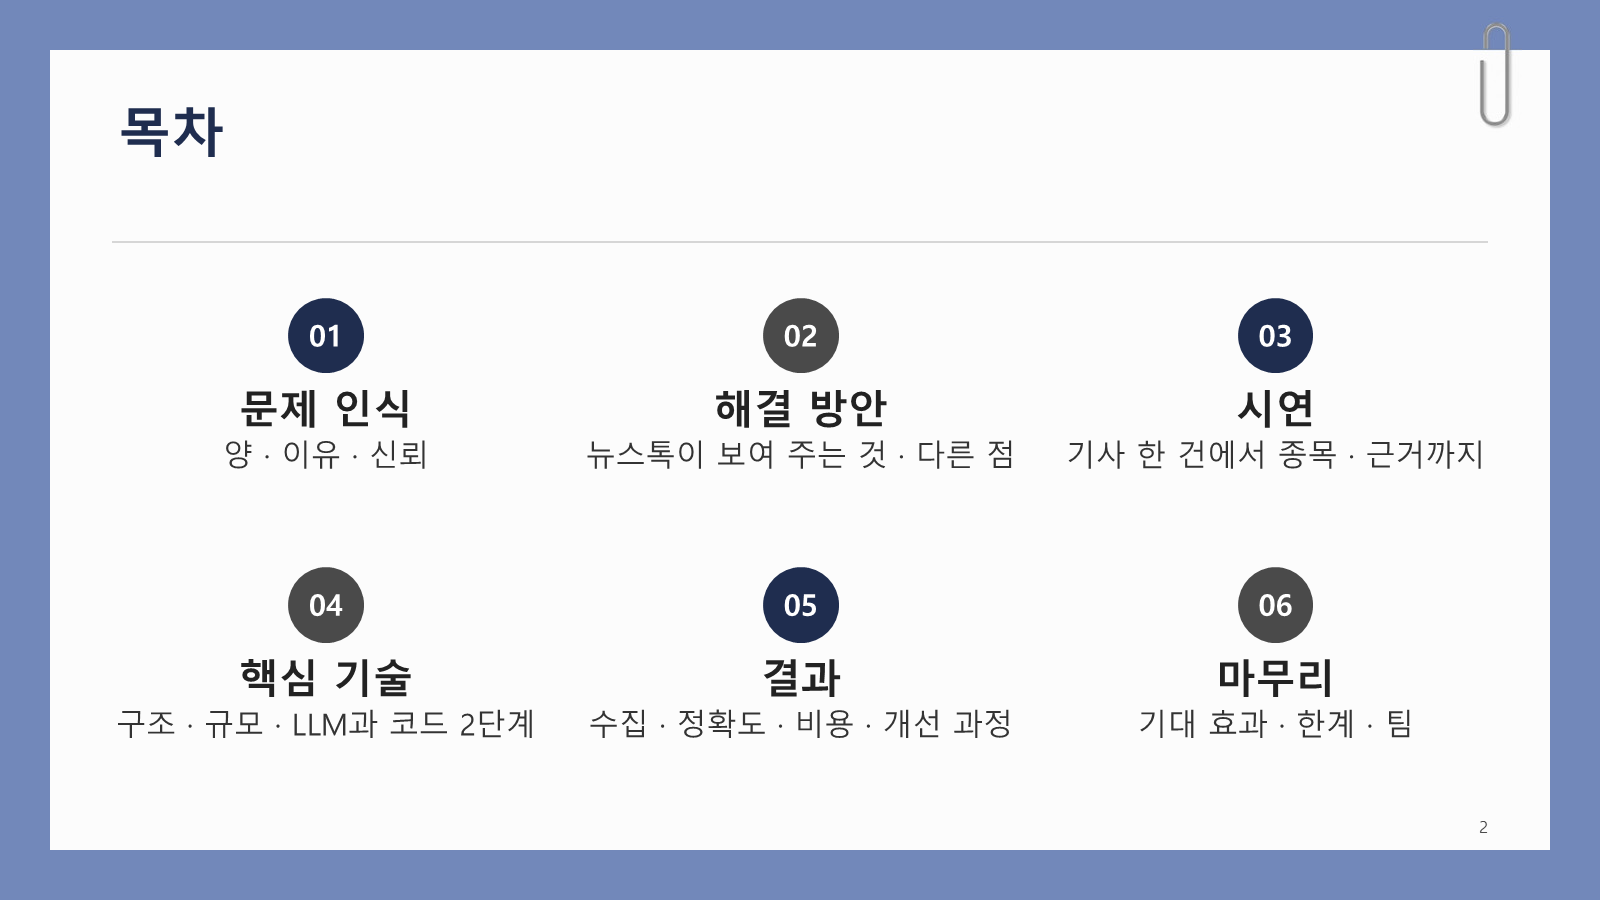 목차
01
문제 인식
양 · 이유 · 신뢰
02
해결 방안
뉴스톡이 보여 주는 것 · 다른 점
03
시연
기사 한 건에서 종목 · 근거까지
04
핵심 기술
구조 · 규모 · LLM과 코드 2단계
05
결과
수집 · 정확도 · 비용 · 개선 과정
06
마무리
기대 효과 · 한계 · 팀
2